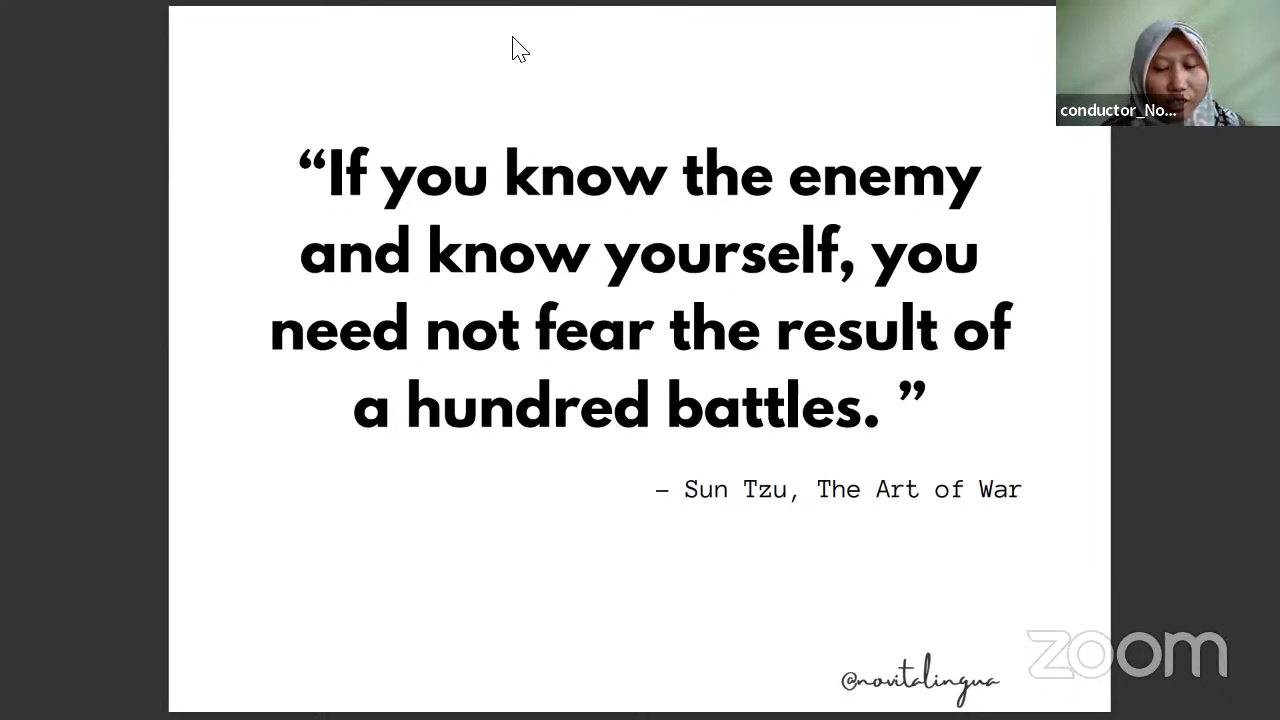 conductor_No...
“If you know the enemy
and know yourself, you
need not fear the result of
a hundred battles. ”
– Sun Tzu, The Art of War
@novitalingua
zoom